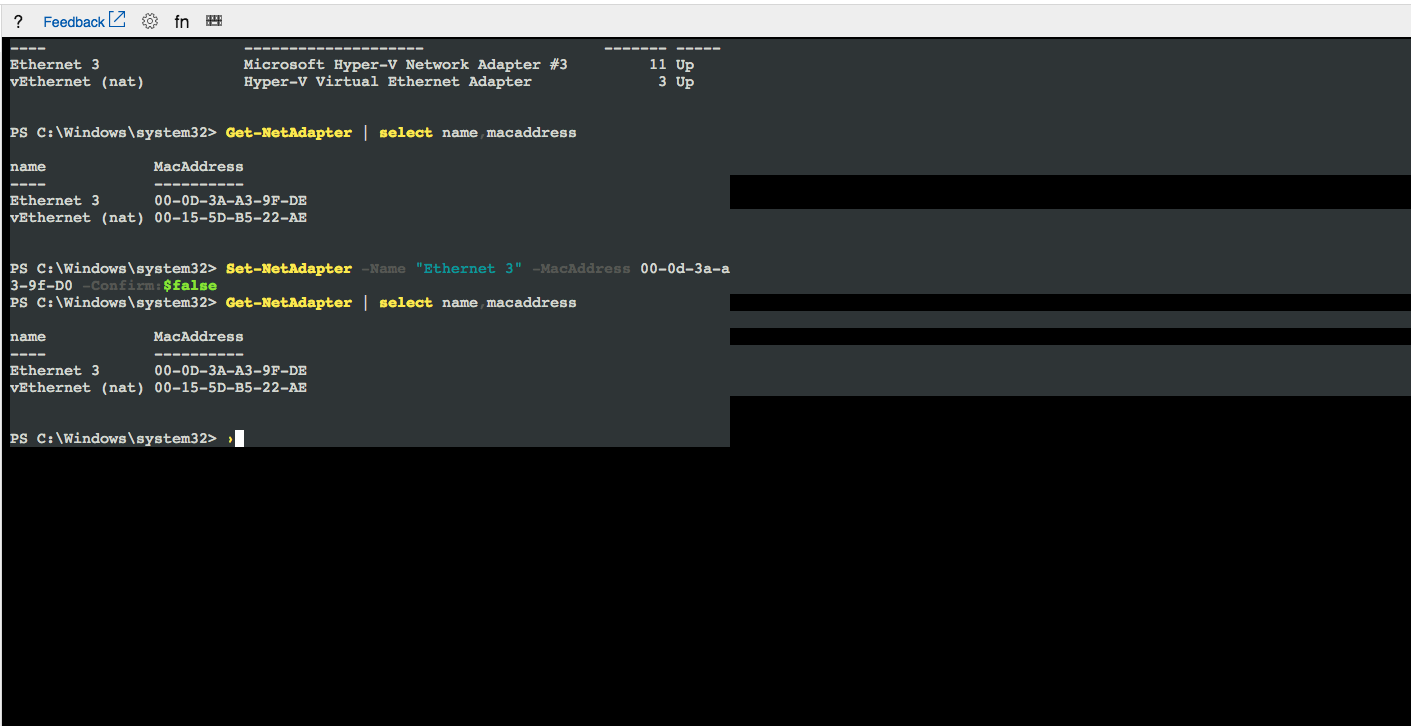 ? Feedback fn
---- -------------------- ------- -----
Ethernet 3 Microsoft Hyper-V Network Adapter #3 11 Up
vEthernet (nat) Hyper-V Virtual Ethernet Adapter 3 Up
PS C:\Windows\system32> Get-NetAdapter | select name,macaddress
name MacAddress
---- ----------
Ethernet 3 00-0D-3A-A3-9F-DE
vEthernet (nat) 00-15-5D-B5-22-AE
PS C:\Windows\system32> Set-NetAdapter -Name "Ethernet 3" -MacAddress 00-0d-3a-a
3-9f-D0 -Confirm:$false
PS C:\Windows\system32> Get-NetAdapter | select name,macaddress
name MacAddress
---- ----------
Ethernet 3 00-0D-3A-A3-9F-DE
vEthernet (nat) 00-15-5D-B5-22-AE
PS C:\Windows\system32> ›